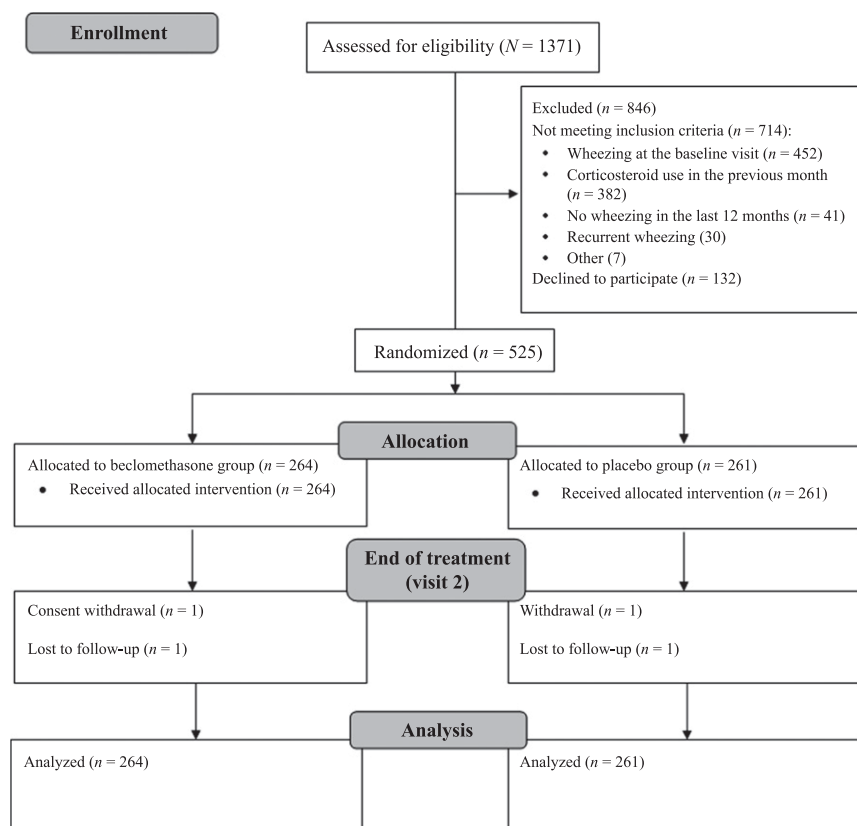 Enrollment
Assessed for eligibility (N = 1371)
Excluded (n = 846)
Not meeting inclusion criteria (n = 714):
• Wheezing at the baseline visit (n = 452)
• Corticosteroid use in the previous month
(n = 382)
• No wheezing in the last 12 months (n = 41)
• Recurrent wheezing (30)
• Other (7)
Declined to participate (n = 132)
Randomized (n = 525)
Allocation
Allocated to beclomethasone group (n = 264)
• Received allocated intervention (n = 264)
Allocated to placebo group (n = 261)
• Received allocated intervention (n = 261)
End of treatment
(visit 2)
Consent withdrawal (n = 1)
Lost to follow-up (n = 1)
Withdrawal (n = 1)
Lost to follow-up (n = 1)
Analysis
Analyzed (n = 264)
Analyzed (n = 261)